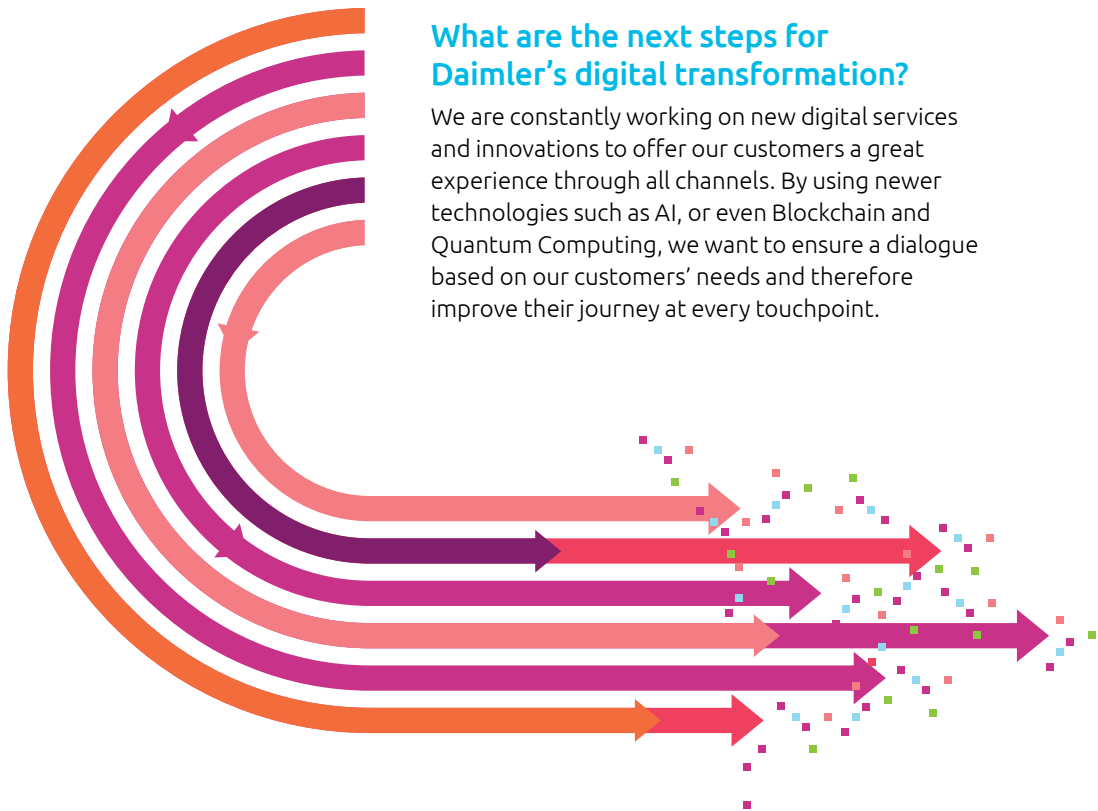 What are the next steps for
Daimler’s digital transformation?
We are constantly working on new digital services
and innovations to offer our customers a great
experience through all channels. By using newer
technologies such as AI, or even Blockchain and
Quantum Computing, we want to ensure a dialogue
based on our customers’ needs and therefore
improve their journey at every touchpoint.